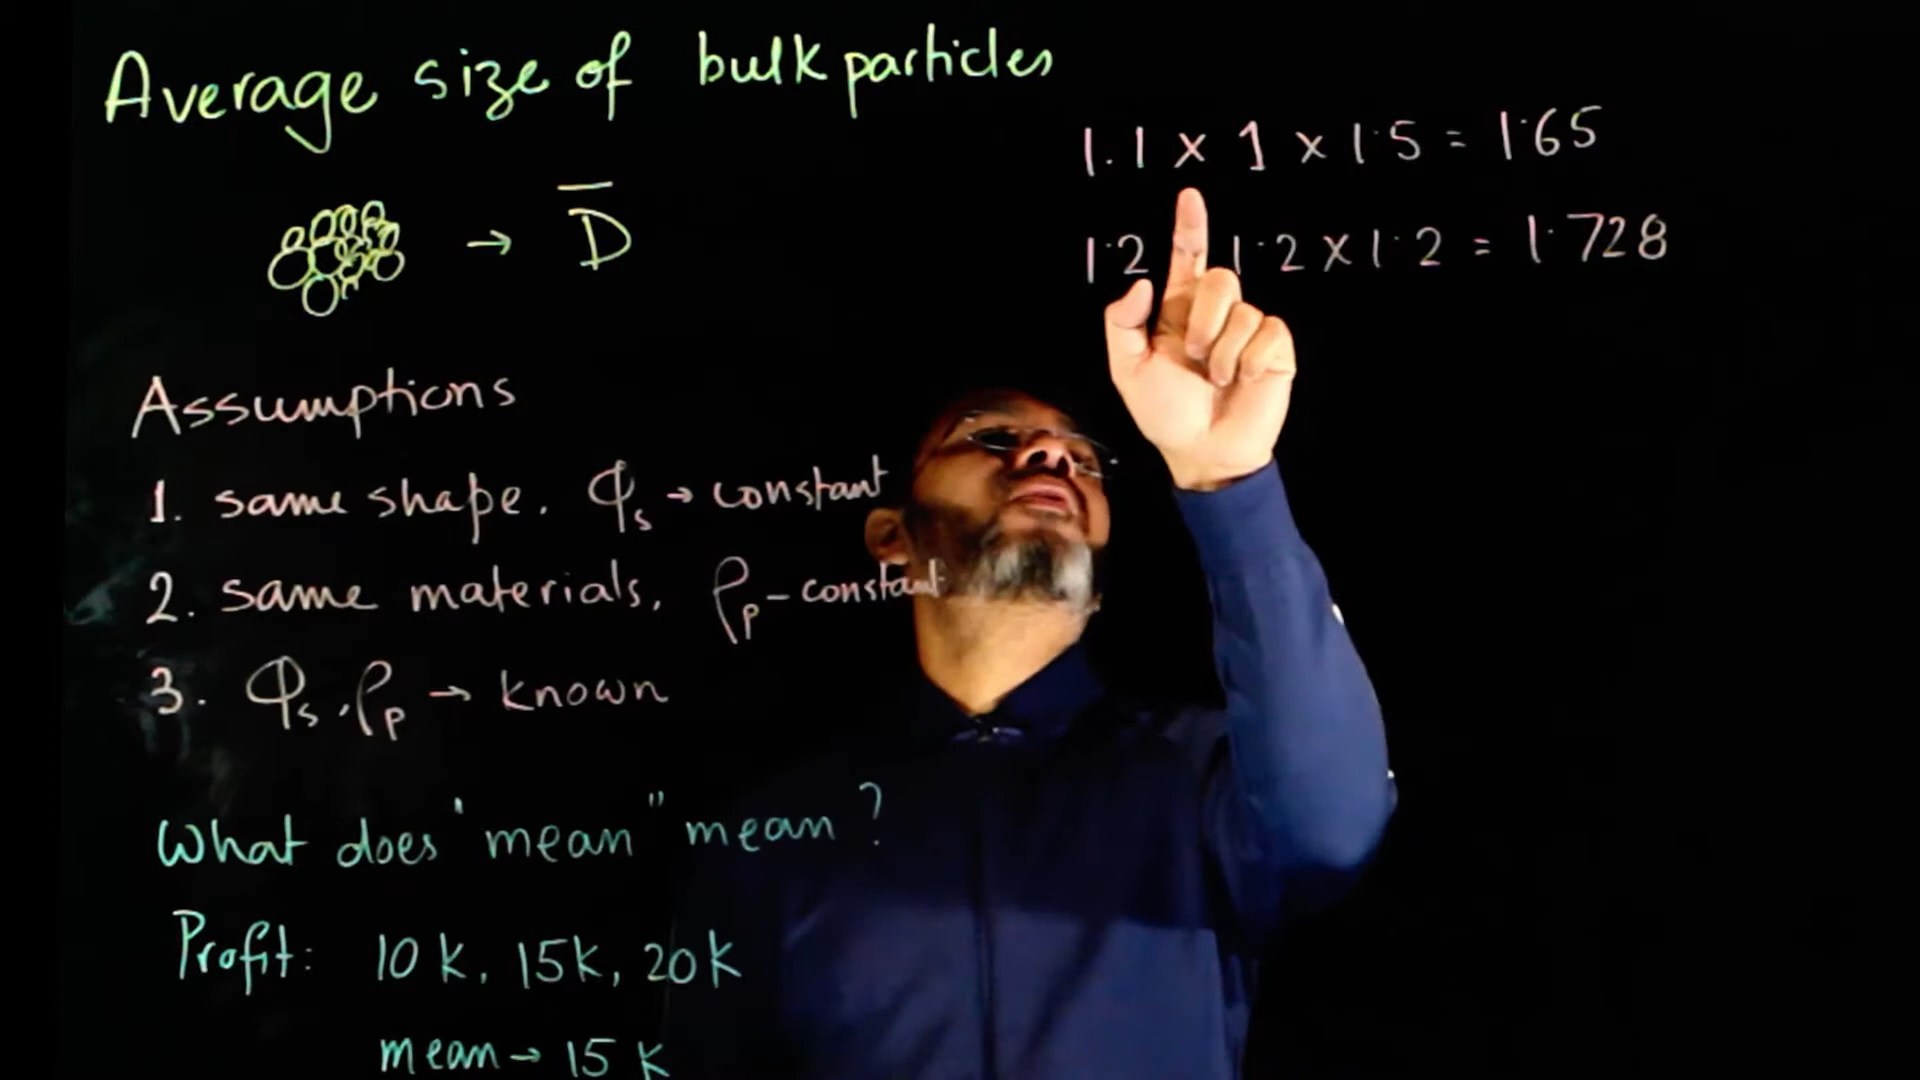 Average size of bulk particles
→ D̅
Assumptions
1. same shape. Φs → constant
2. same materials, ρp – constant
3. Φs, ρp → known
What does "mean" mean?
Profit: 10 k, 15k, 20k
mean → 15 k
1.1 x 1 x 1.5 = 1.65
1.2 1.2 x 1.2 = 1.728